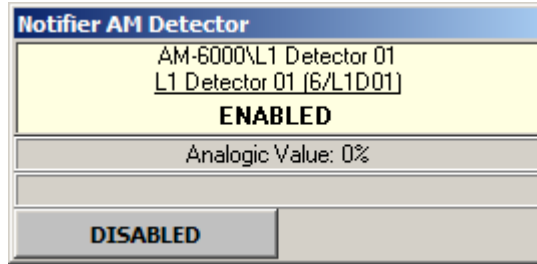 Notifier AM Detector
AM-6000\L1 Detector 01
L1 Detector 01 (6/L1D01)
ENABLED
Analogic Value: 0%
DISABLED